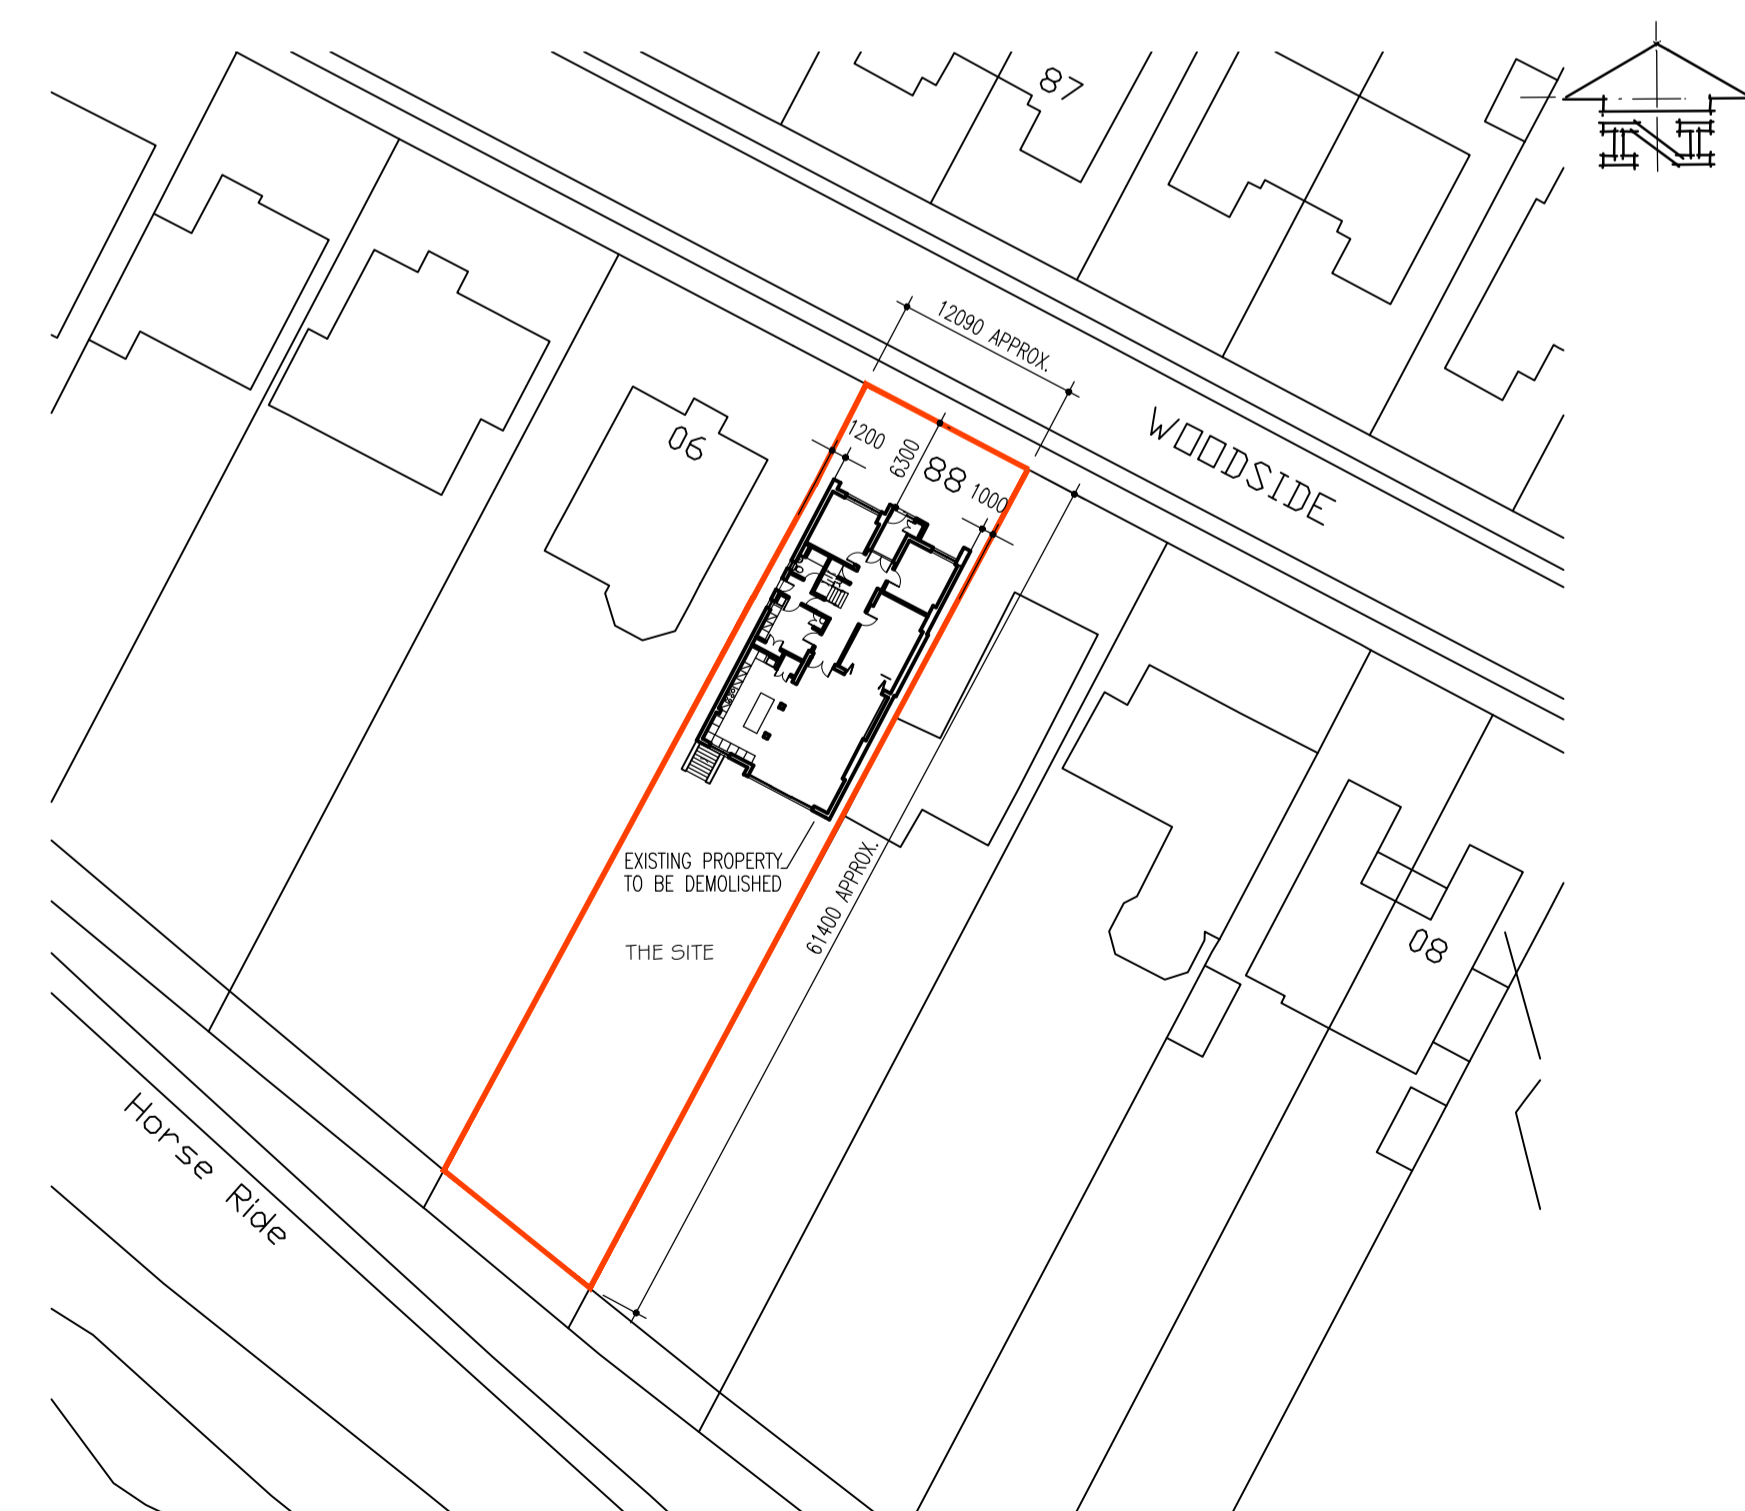 87
N
12090 APPROX.
WOODSIDE
06
1200
6300
88
1000
EXISTING PROPERTY
TO BE DEMOLISHED
61400 APPROX.
THE SITE
08
Horse Ride